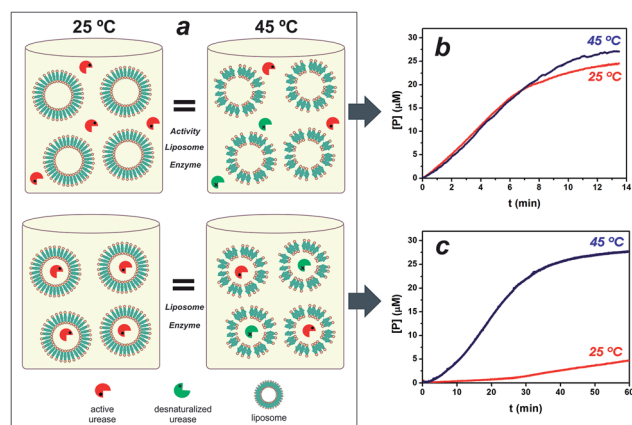 25 ºC
a
45 ºC
=
Activity
Liposome
Enzyme
=
Liposome
Enzyme
active
urease
desnaturalized
urease
liposome
b
45 ºC
25 ºC
[P] (µM)
30
25
20
15
10
5
0
0 2 4 6 8 10 12 14
t (min)
c
45 ºC
25 ºC
[P] (µM)
30
25
20
15
10
5
0
0 10 20 30 40 50 60
t (min)